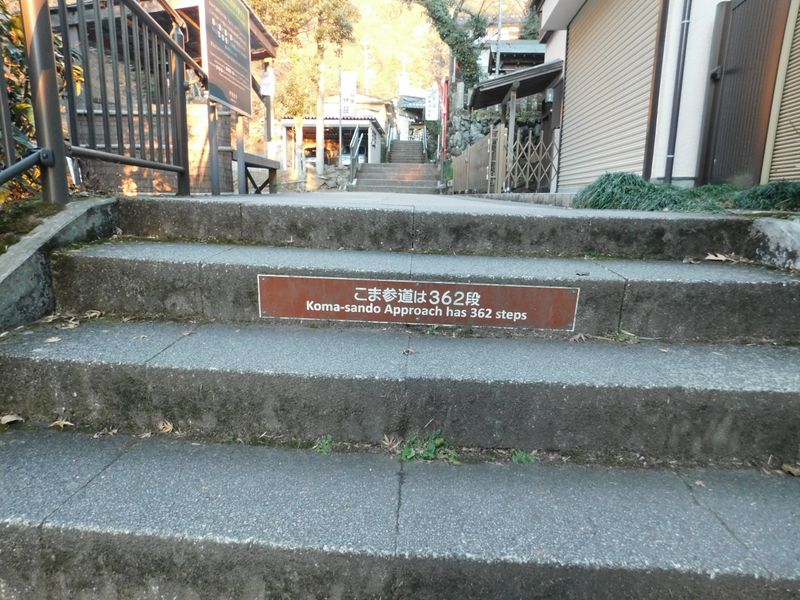 こま参道は362段
Koma-sando Approach has 362 steps